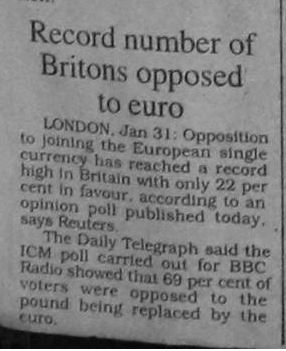 Record number of
Britons opposed
to euro
LONDON, Jan 31: Opposition
to joining the European single
currency has reached a record
high in Britain with only 22 per
cent in favour, according to an
opinion poll published today,
says Reuters.
The Daily Telegraph said the
ICM poll carried out for BBC
Radio showed that 69 per cent of
voters were opposed to the
pound being replaced by the
euro.